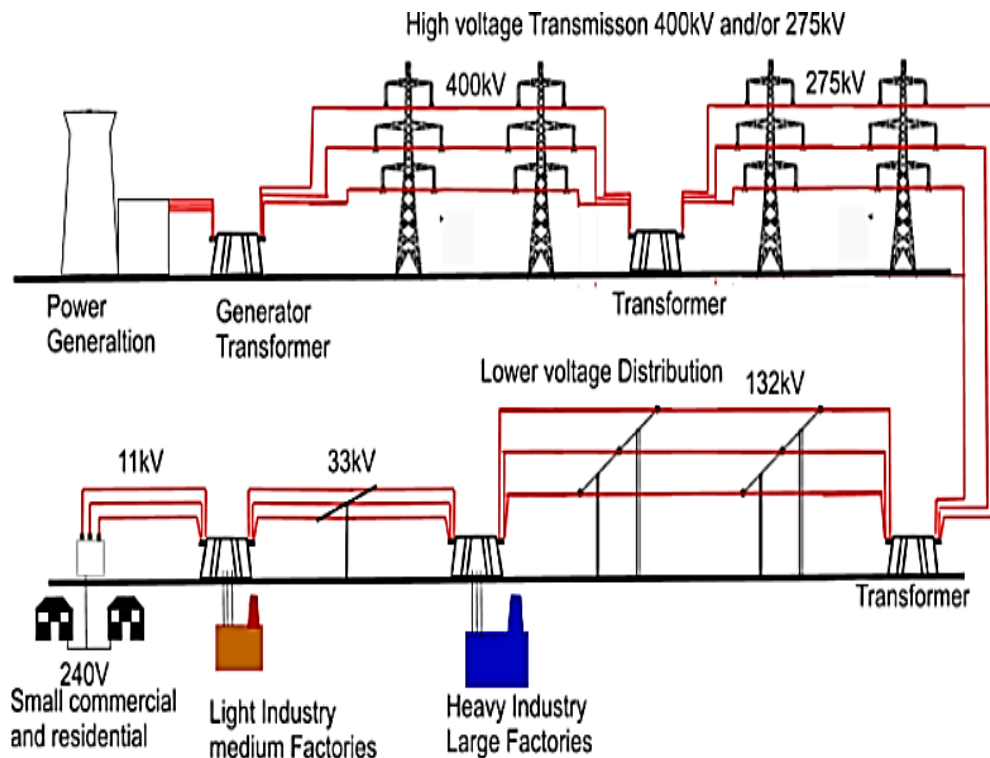 High voltage Transmisson 400kV and/or 275kV
400kV
275kV
Power
Generaltion
Generator
Transformer
Transformer
Lower voltage Distribution
132kV
11kV
33kV
Transformer
240V
Small commercial
and residential
Light Industry
medium Factories
Heavy Industry
Large Factories